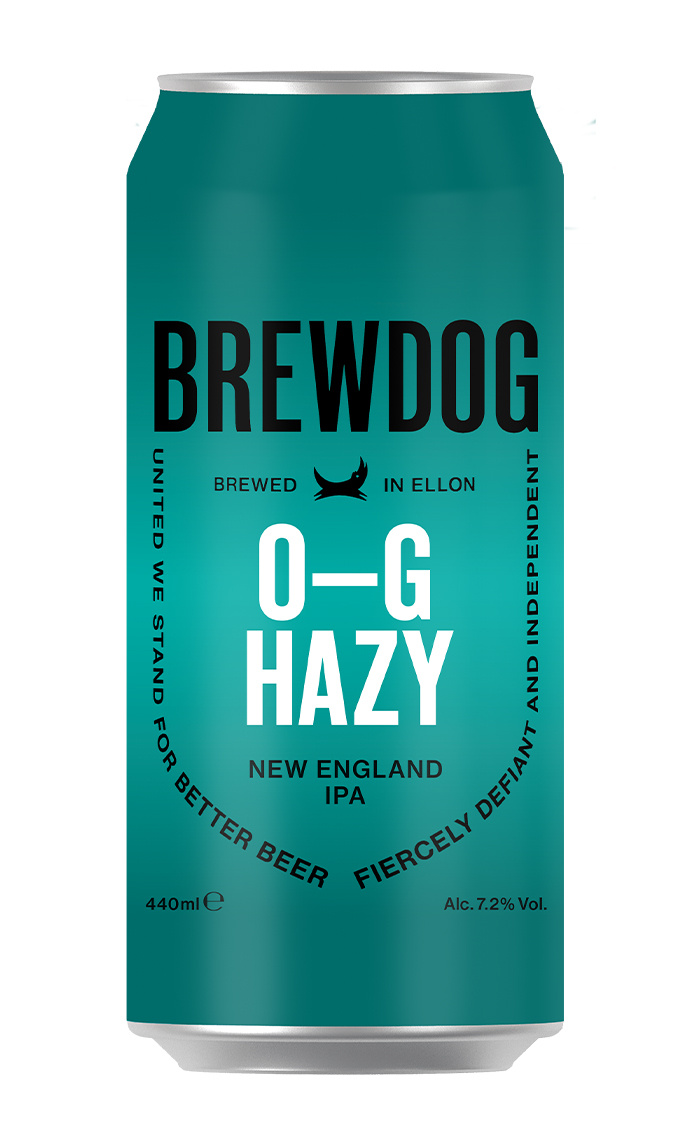 BREWDOG
BREWED IN ELLON
O—G
HAZY
NEW ENGLAND
IPA
UNITED WE STAND FOR BETTER BEER
FIERCELY DEFIANT AND INDEPENDENT
440ml ℮
Alc. 7.2% Vol.